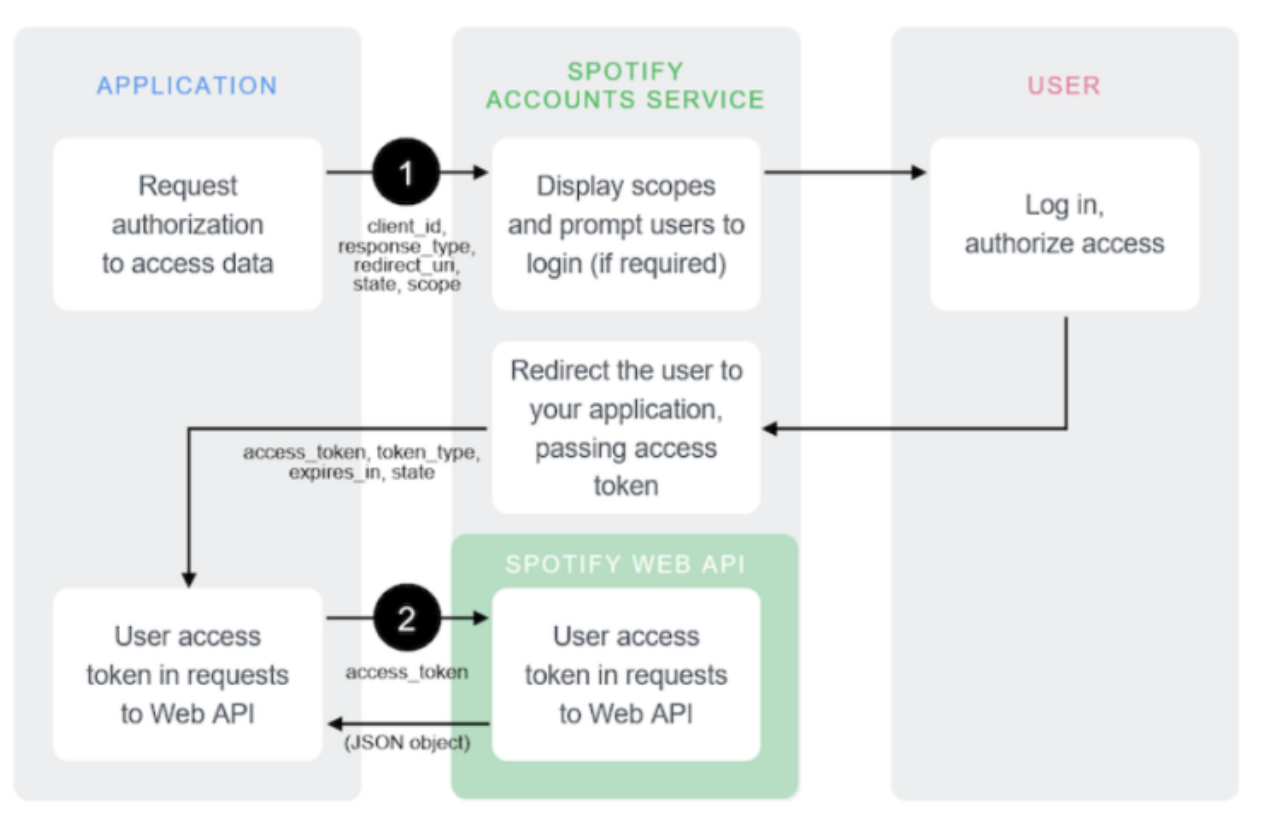 APPLICATION
SPOTIFY
ACCOUNTS SERVICE
USER
Request
authorization
to access data
1
client_id,
response_type,
redirect_uri,
state, scope
Display scopes
and prompt users to
login (if required)
Log in,
authorize access
Redirect the user to
your application,
passing access
token
access_token, token_type,
expires_in, state
SPOTIFY WEB API
User access
token in requests
to Web API
2
access_token
(JSON object)
User access
token in requests
to Web API